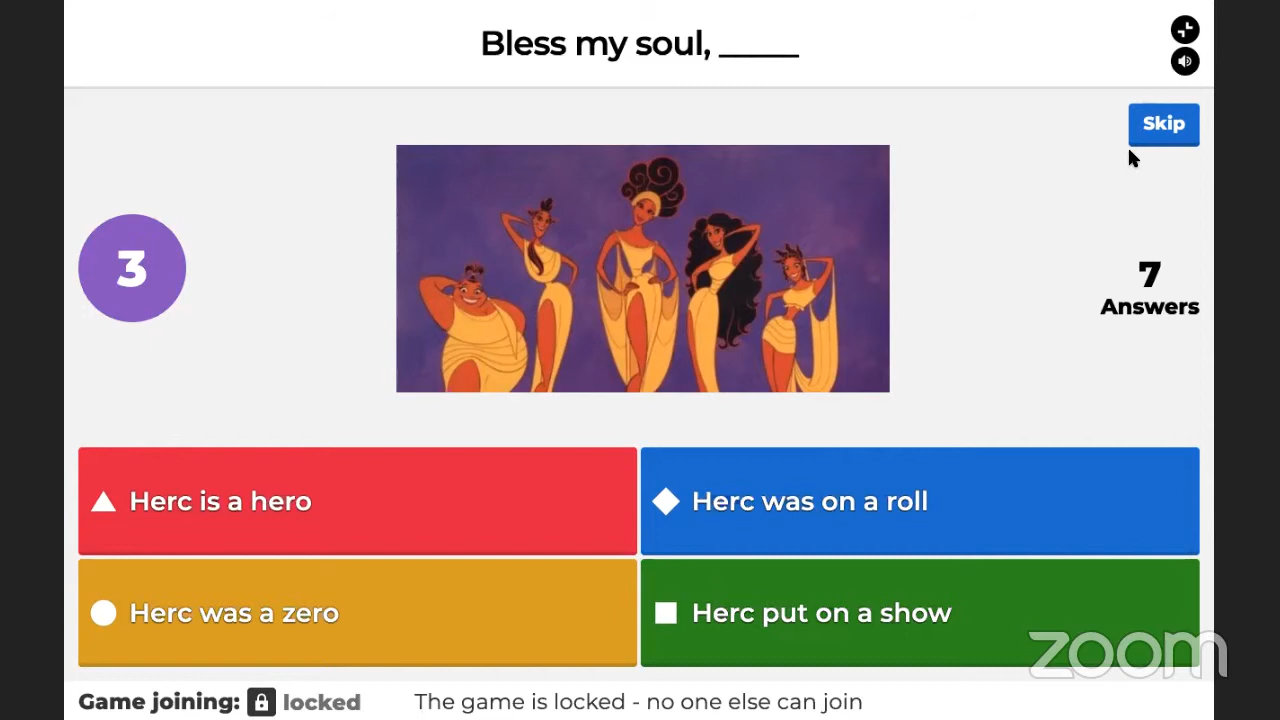 Bless my soul, _____
Skip
3
7
Answers
Herc is a hero
Herc was on a roll
Herc was a zero
Herc put on a show
zoom
Game joining: locked
The game is locked - no one else can join